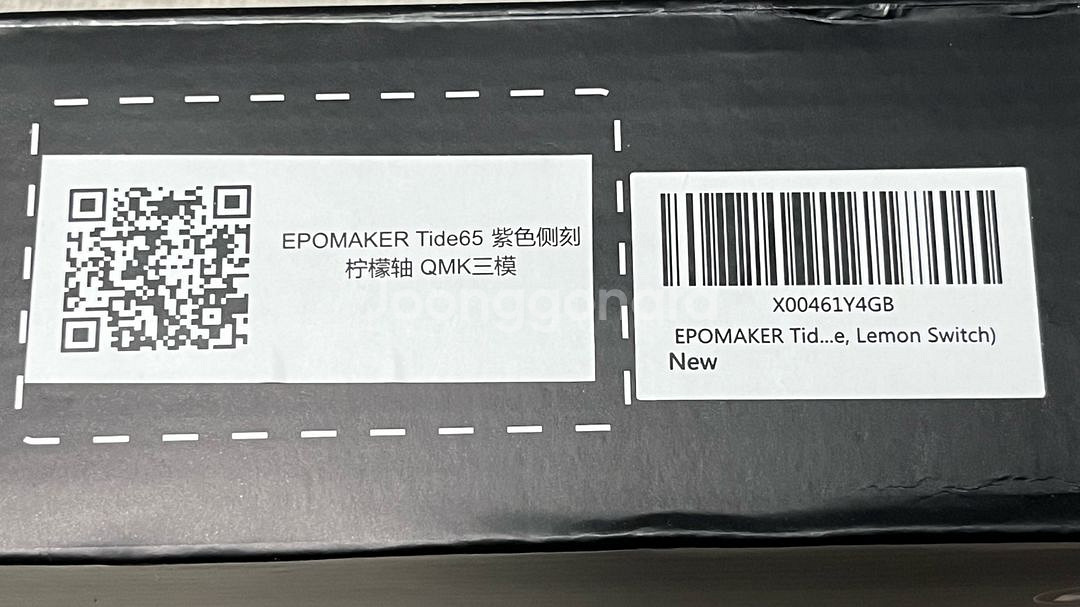 EPOMAKER Tide65 紫色侧刻
柠檬轴 QMK三模
X00461Y4GB
EPOMAKER Tid...e, Lemon Switch)
New
joonggonara